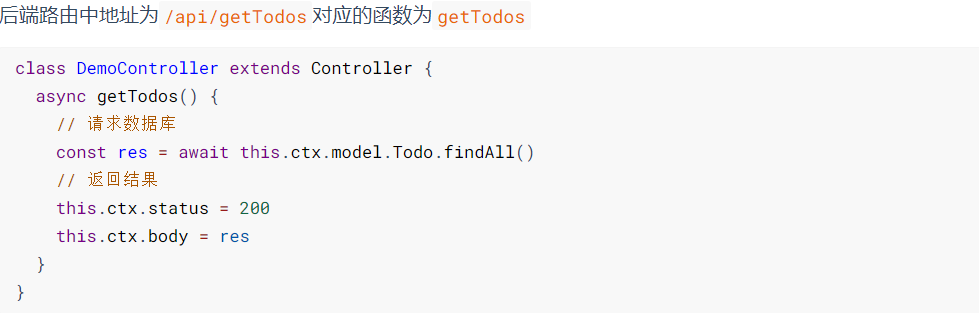 后端路由中地址为 /api/getTodos 对应的函数为 getTodos
class DemoController extends Controller {
  async getTodos() {
    // 请求数据库
    const res = await this.ctx.model.Todo.findAll()
    // 返回结果
    this.ctx.status = 200
    this.ctx.body = res
  }
}